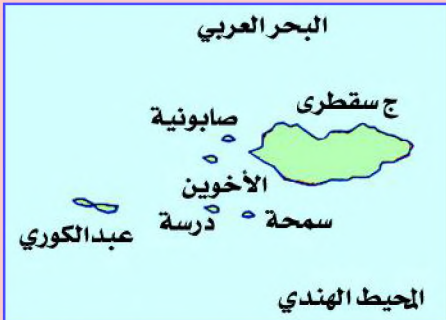 البحر العربي
ج سقطرى
صابونية
الأخوين
سمحة
درسة
عبدالكوري
المحيط الهندي